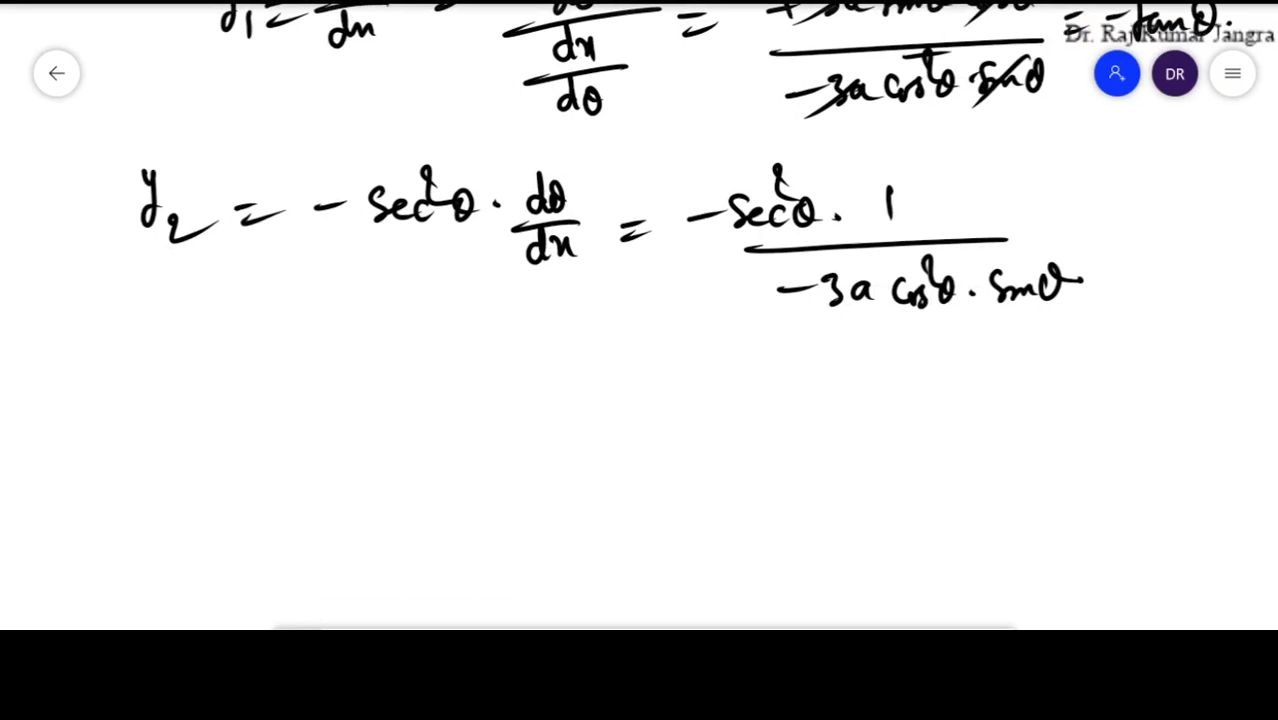 y₁ = dy/dx = (dy/dθ)/(dx/dθ) = /(-3a cos²θ · sinθ) = -tanθ.
Dr. Raj Kumar Jangra
DR
y₂ = - sec²θ · dθ/dx = (-sec²θ · 1)/(-3a cos²θ · sinθ)